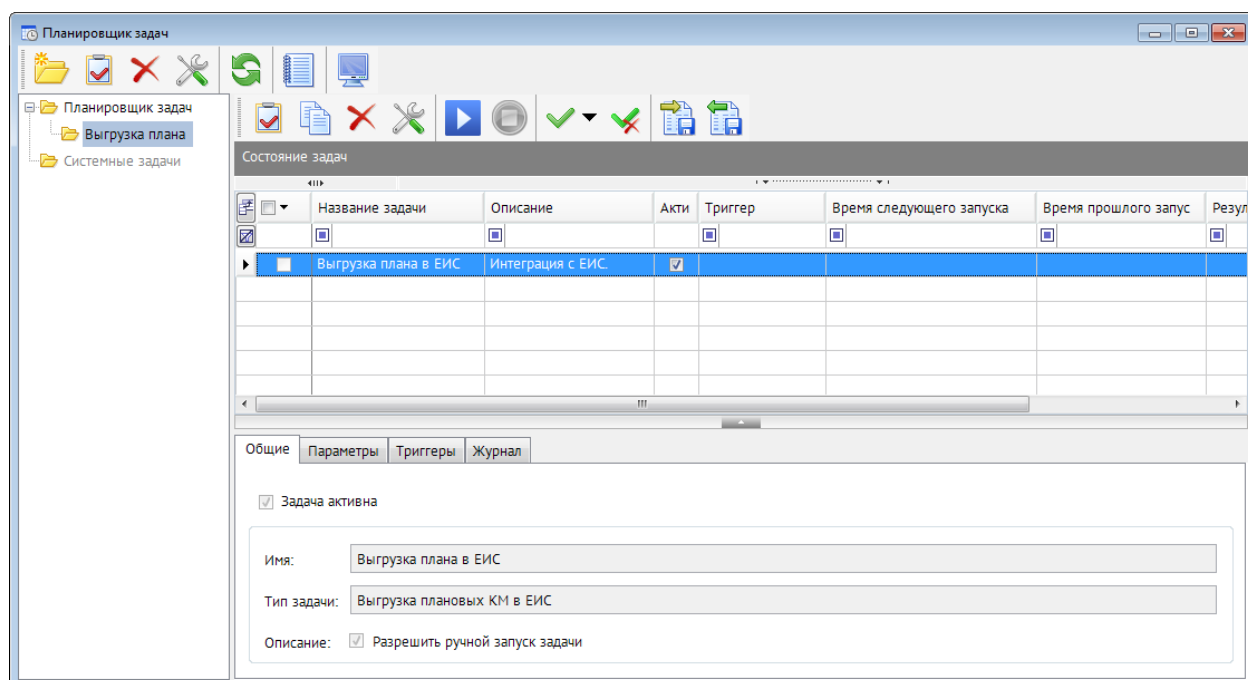 Планировщик задач
Планировщик задач
Выгрузка плана
Системные задачи
Состояние задач
Название задачи Описание Акти Триггер Время следующего запуска Время прошлого запус Резул
Выгрузка плана в ЕИС Интеграция с ЕИС.
Общие Параметры Триггеры Журнал
Задача активна
Имя: Выгрузка плана в ЕИС
Тип задачи: Выгрузка плановых КМ в ЕИС
Описание: Разрешить ручной запуск задачи